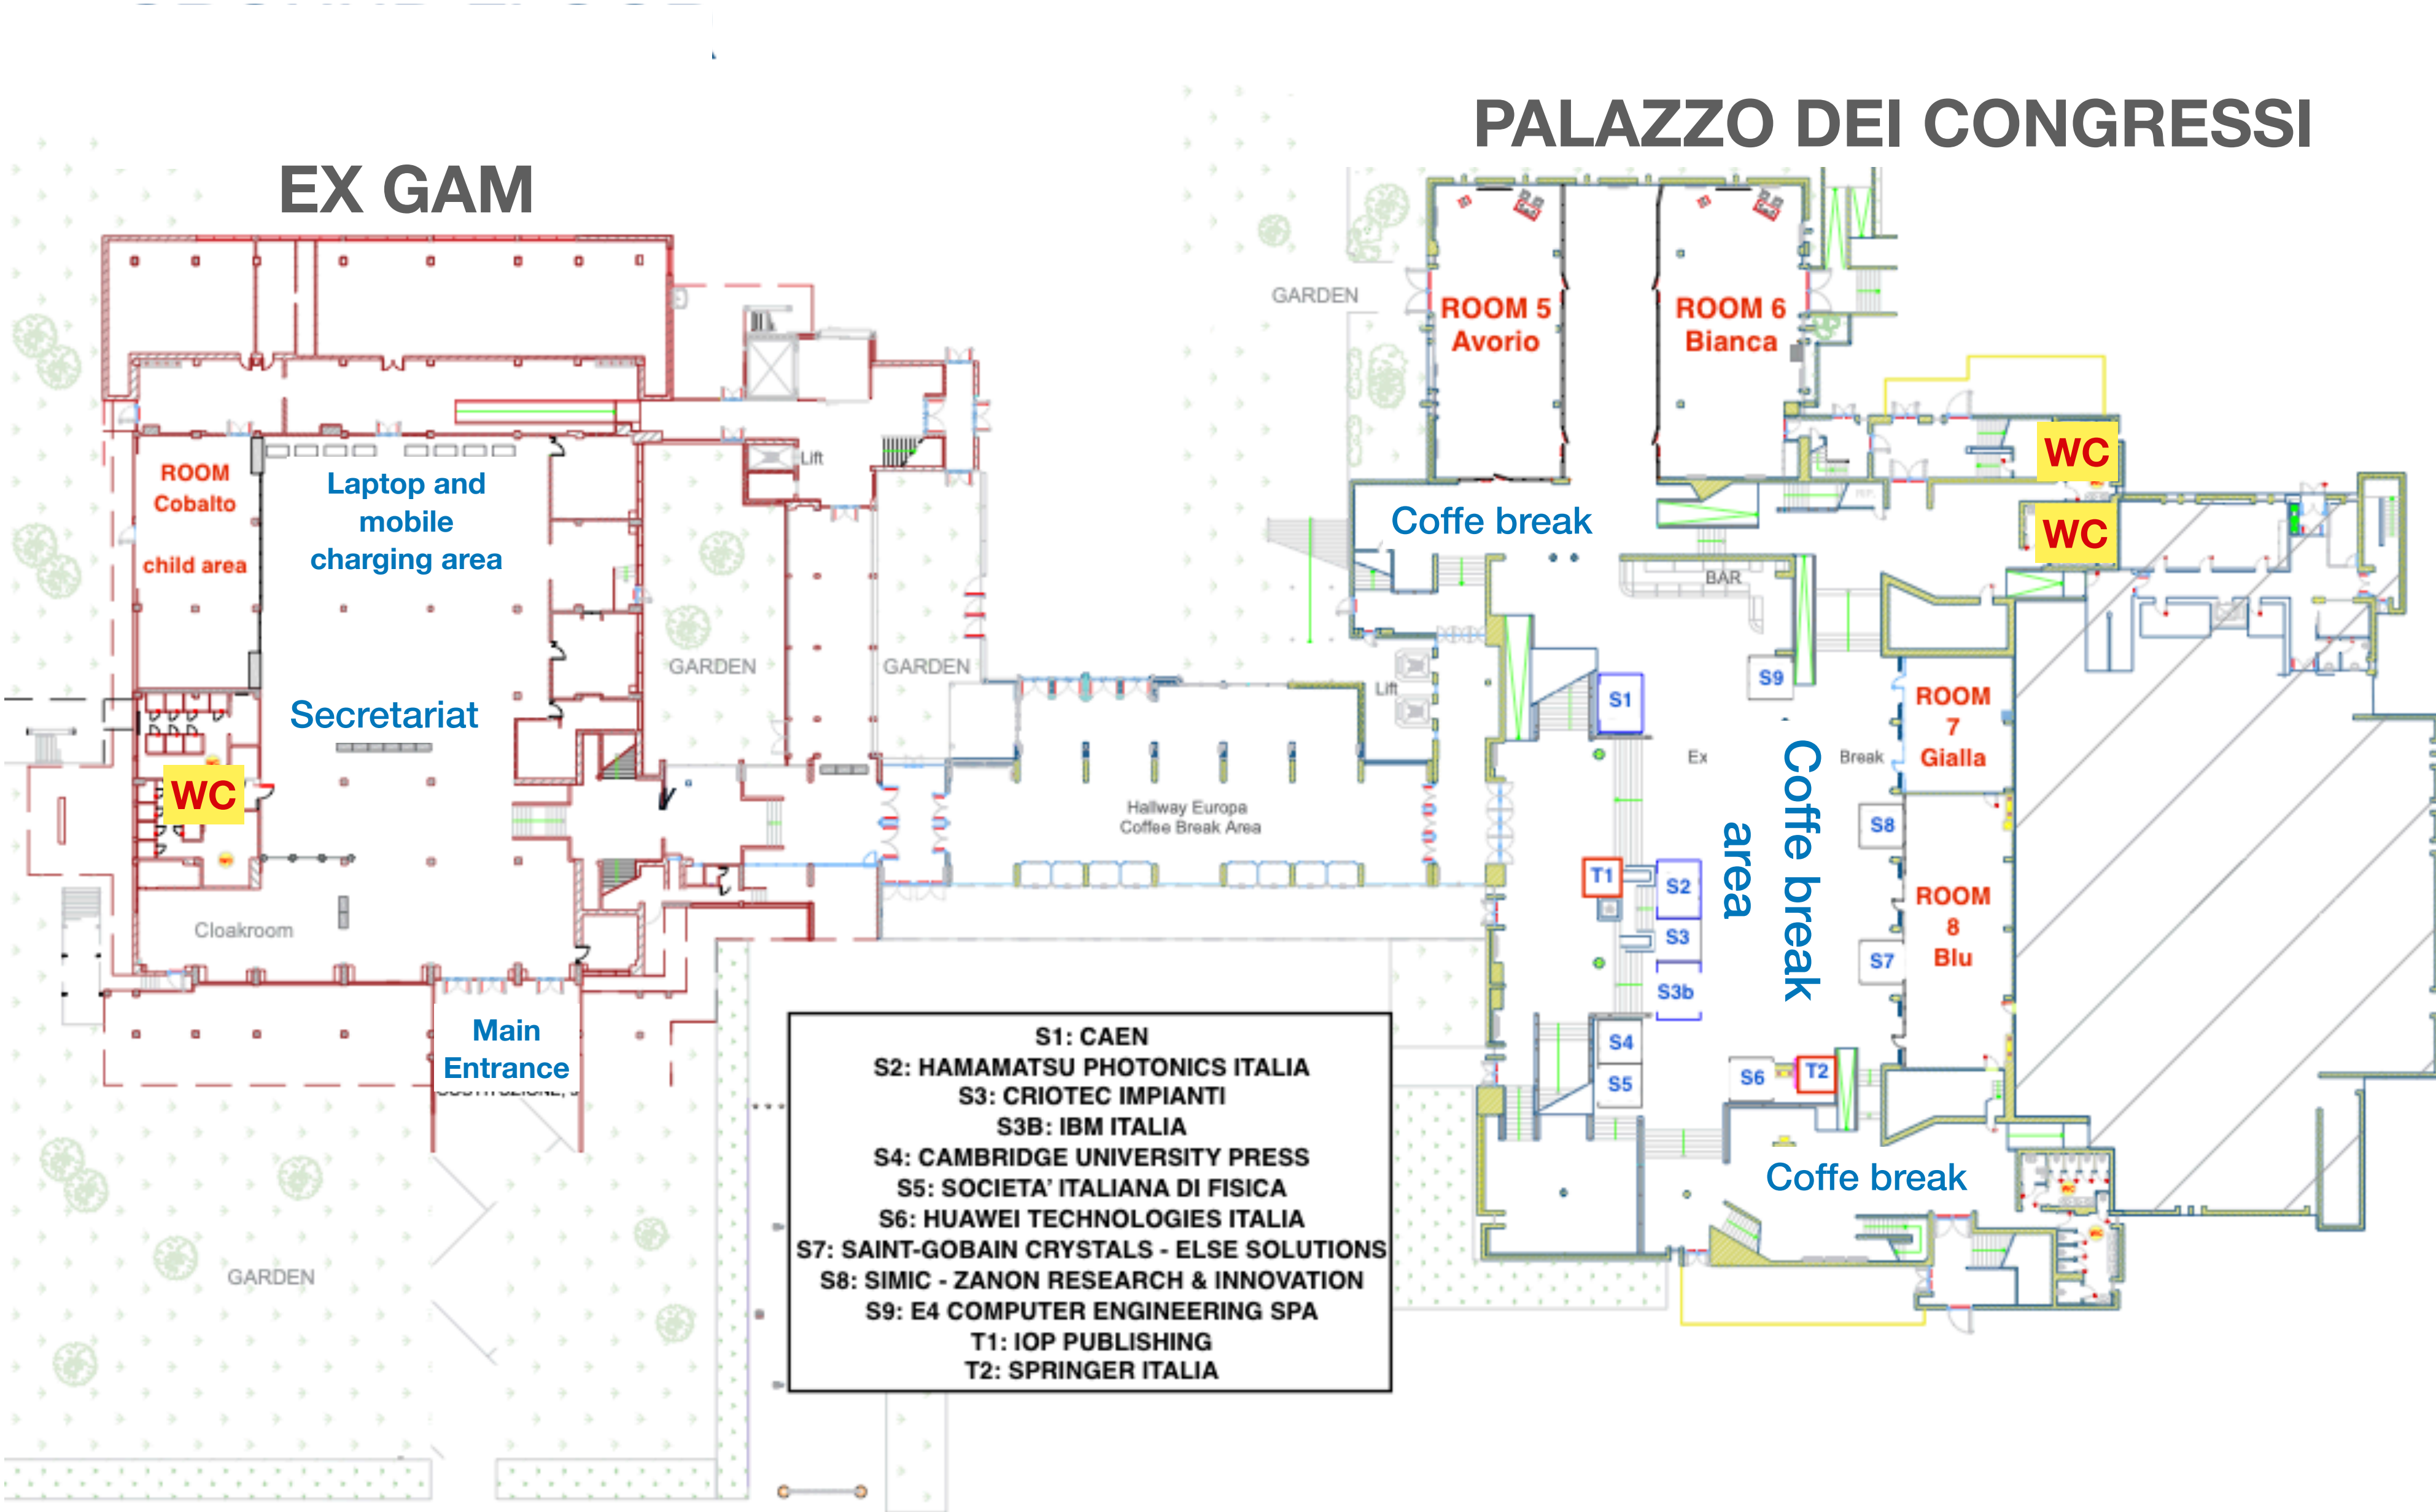 EX GAM
PALAZZO DEI CONGRESSI
ROOM
Cobalto
child area
Laptop and
mobile
charging area
Secretariat
WC
Cloakroom
Main
Entrance
GARDEN
Lift
GARDEN
GARDEN
Hallway Europa
Coffee Break Area
GARDEN
ROOM 5
Avorio
ROOM 6
Bianca
WC
WC
Coffe break
BAR
Lift
S1
S9
Ex
Break
Coffe break
area
ROOM
7
Gialla
S8
ROOM
8
Blu
S7
T1
S2
S3
S3b
S4
S5
S6
T2
Coffe break
S1: CAEN
S2: HAMAMATSU PHOTONICS ITALIA
S3: CRIOTEC IMPIANTI
S3B: IBM ITALIA
S4: CAMBRIDGE UNIVERSITY PRESS
S5: SOCIETA' ITALIANA DI FISICA
S6: HUAWEI TECHNOLOGIES ITALIA
S7: SAINT-GOBAIN CRYSTALS - ELSE SOLUTIONS
S8: SIMIC - ZANON RESEARCH & INNOVATION
S9: E4 COMPUTER ENGINEERING SPA
T1: IOP PUBLISHING
T2: SPRINGER ITALIA